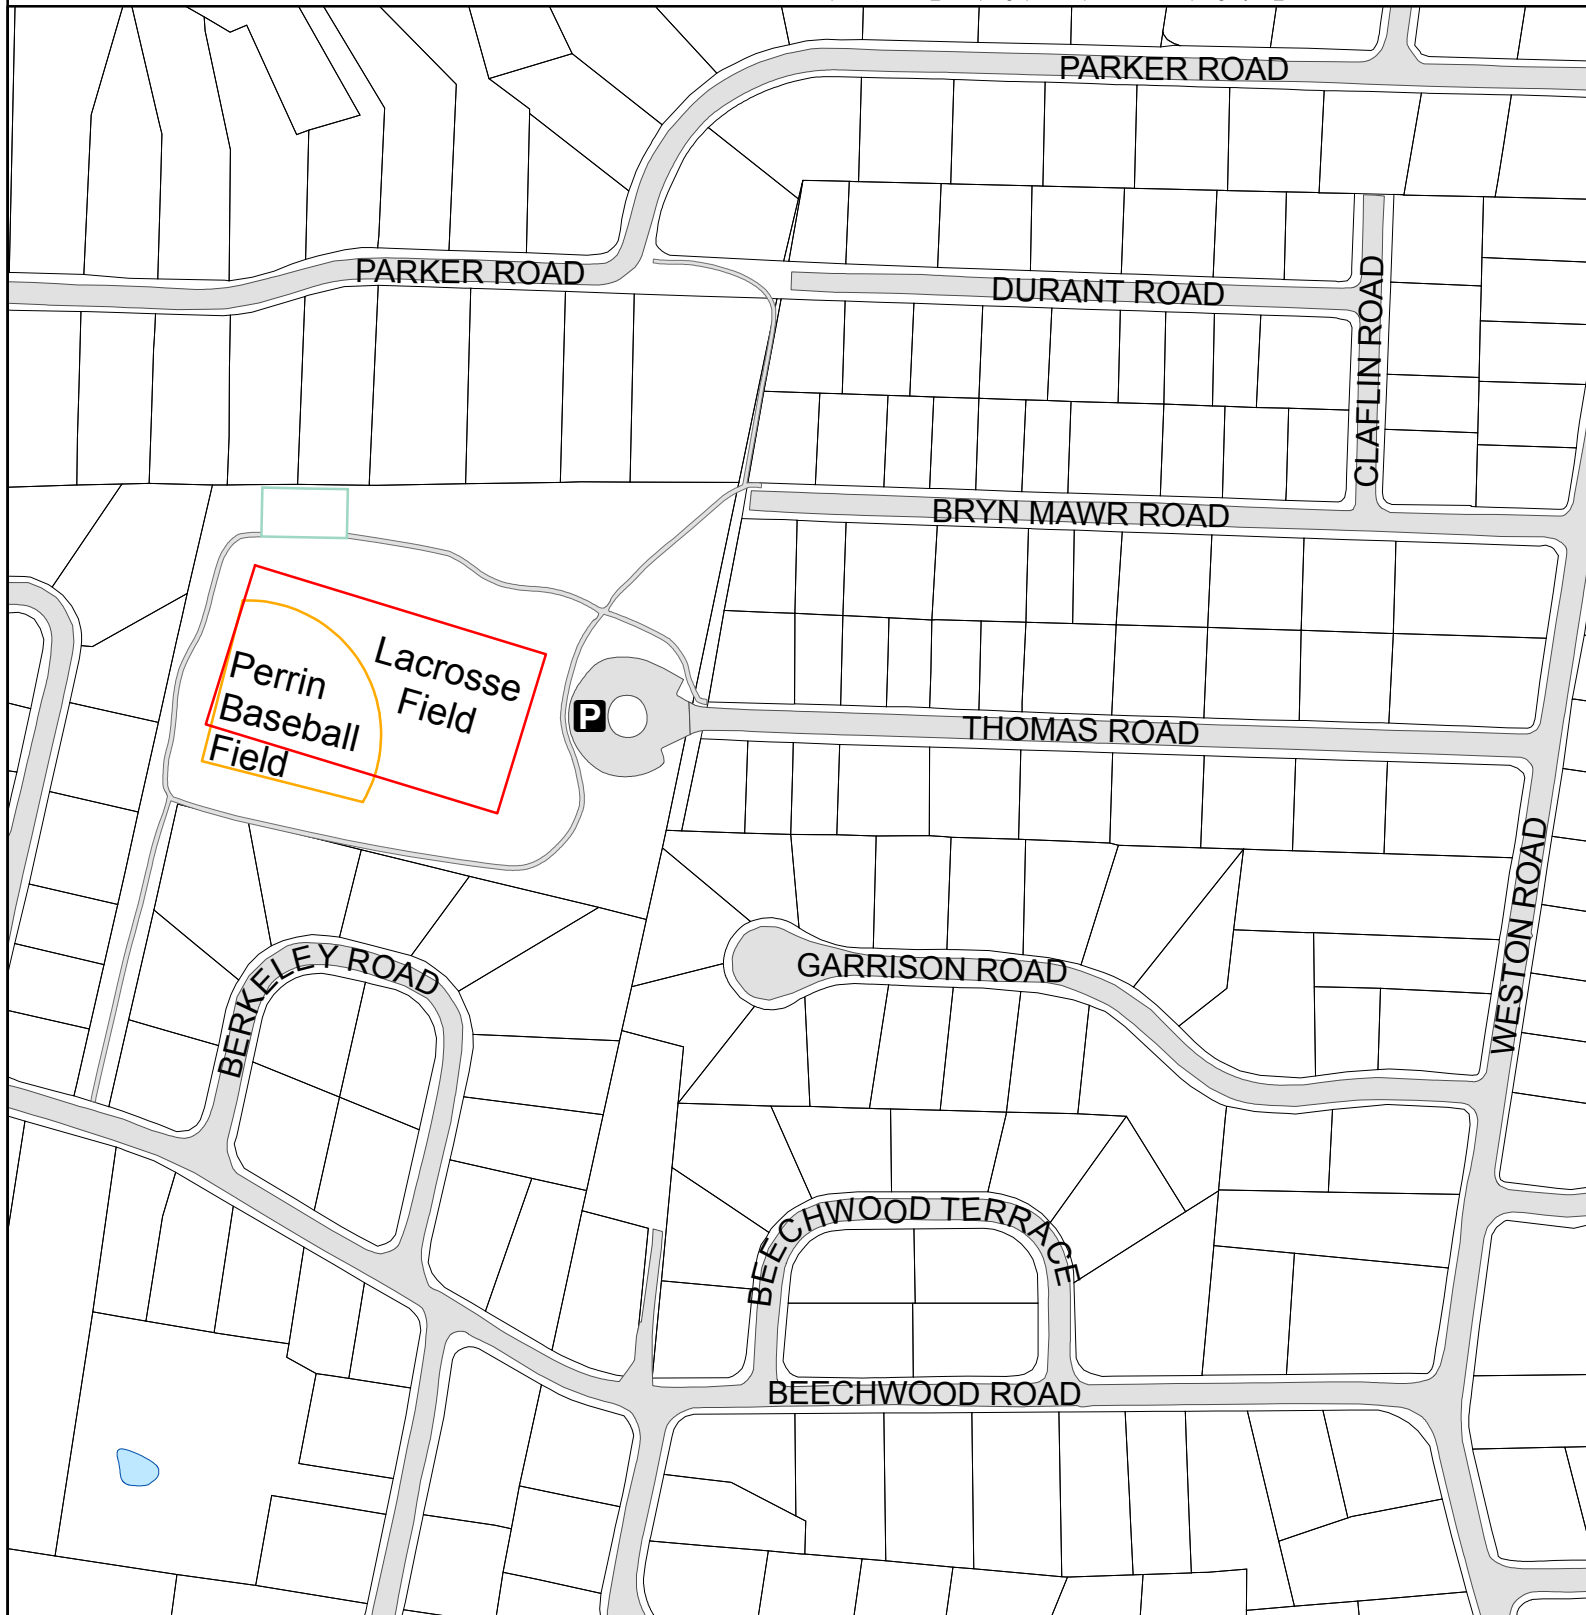 PARKER ROAD
PARKER ROAD
DURANT ROAD
CLAFLIN ROAD
BRYN MAWR ROAD
Lacrosse
Field
Perrin
Baseball
Field
P
THOMAS ROAD
WESTON ROAD
BERKELEY ROAD
GARRISON ROAD
BEECHWOOD TERRACE
BEECHWOOD ROAD